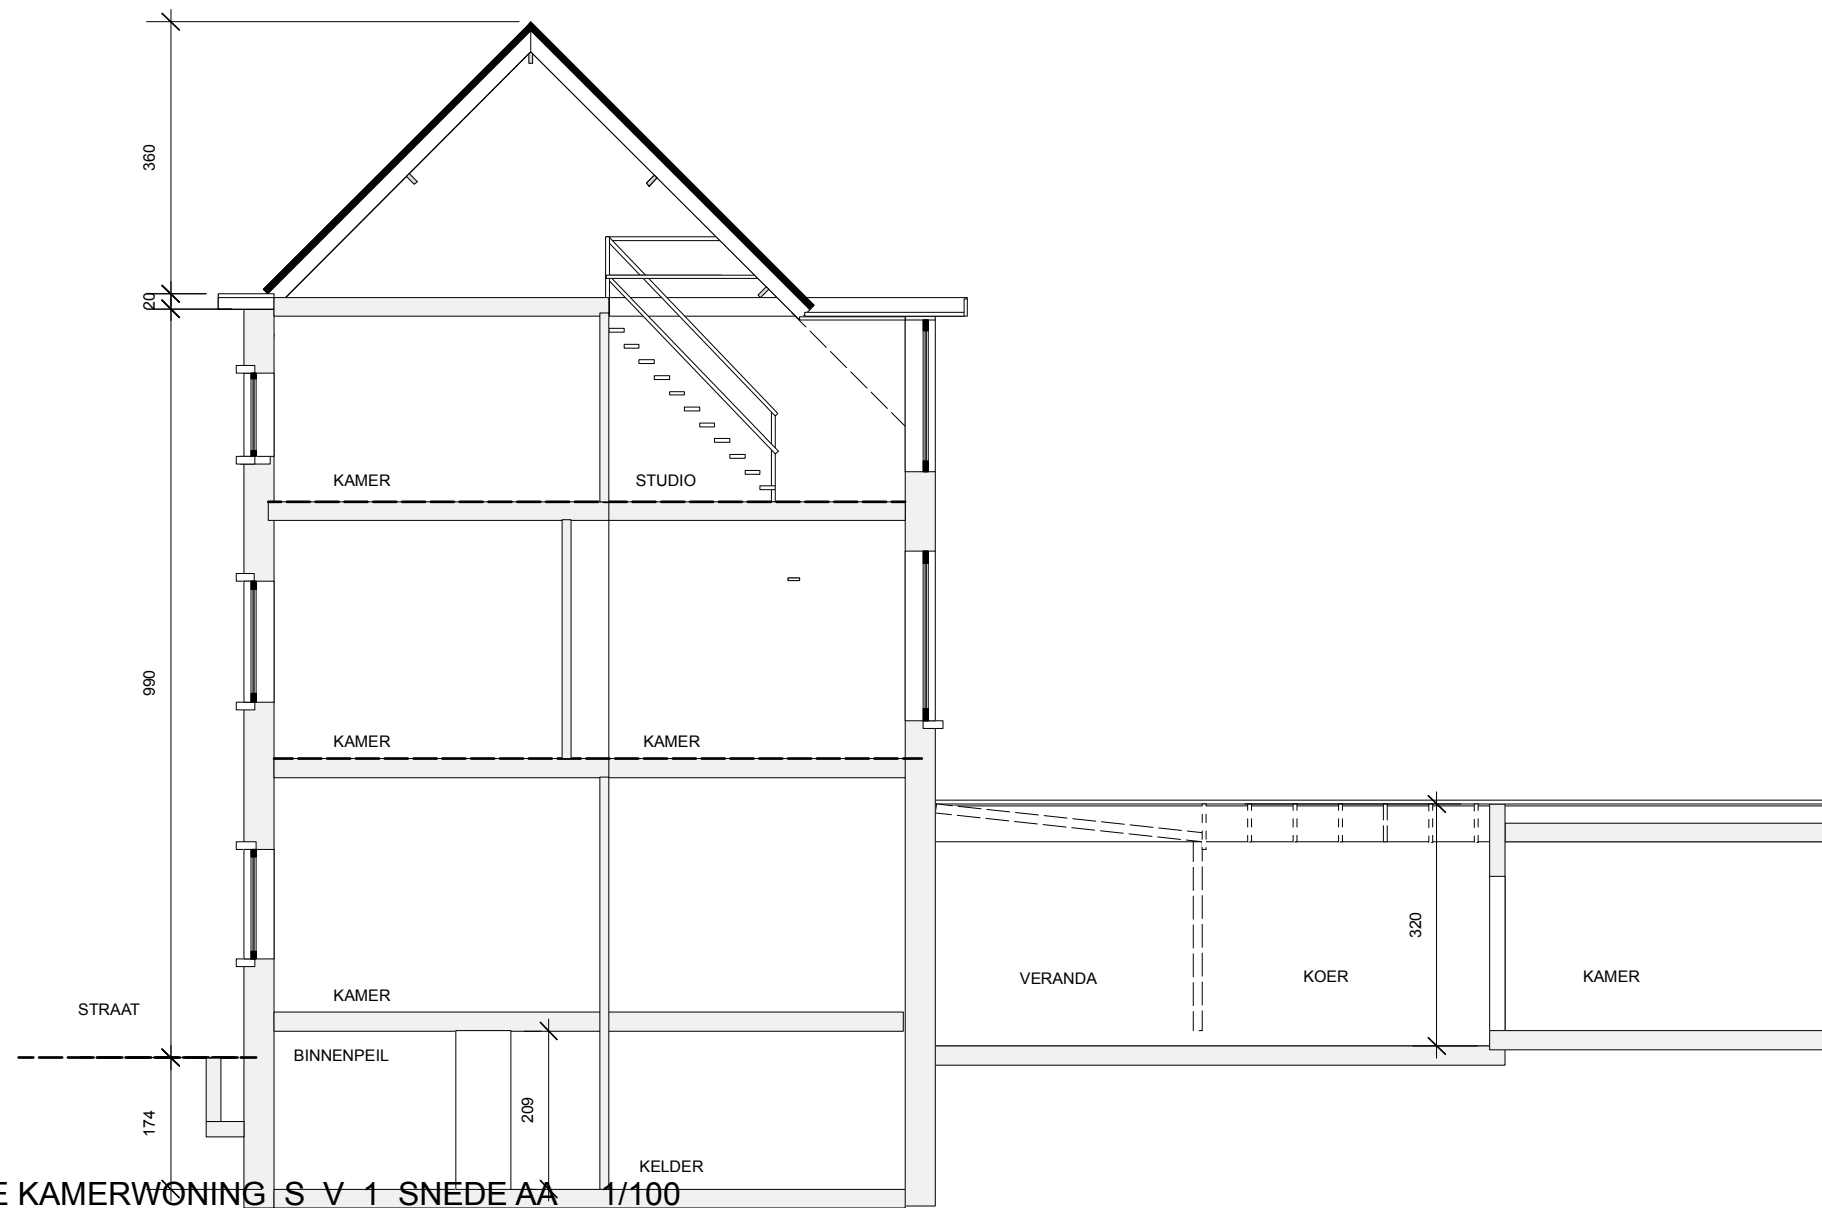 360
20
990
KAMER
STUDIO
KAMER
KAMER
320
VERANDA
KOER
KAMER
KAMER
STRAAT
BINNENPEIL
209
174
KELDER
E KAMERWONING S V 1 SNEDE AA 1/100